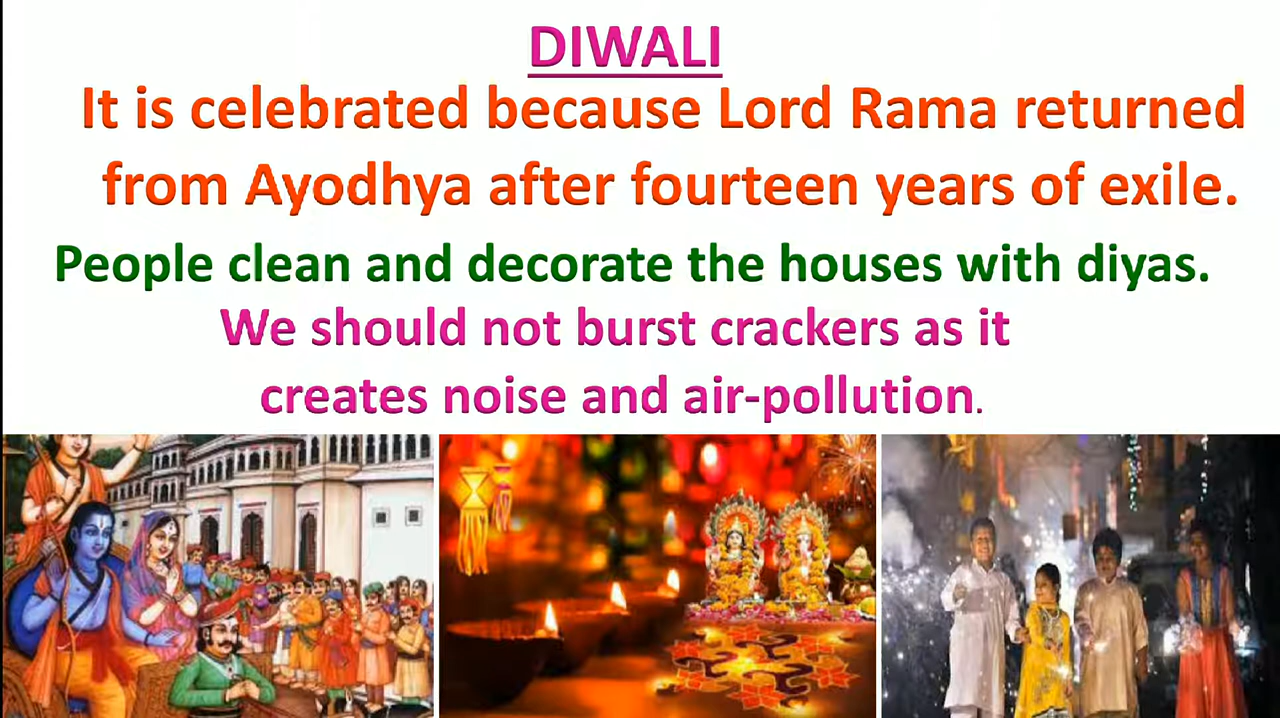 DIWALI
It is celebrated because Lord Rama returned
from Ayodhya after fourteen years of exile.
People clean and decorate the houses with diyas.
We should not burst crackers as it
creates noise and air-pollution.